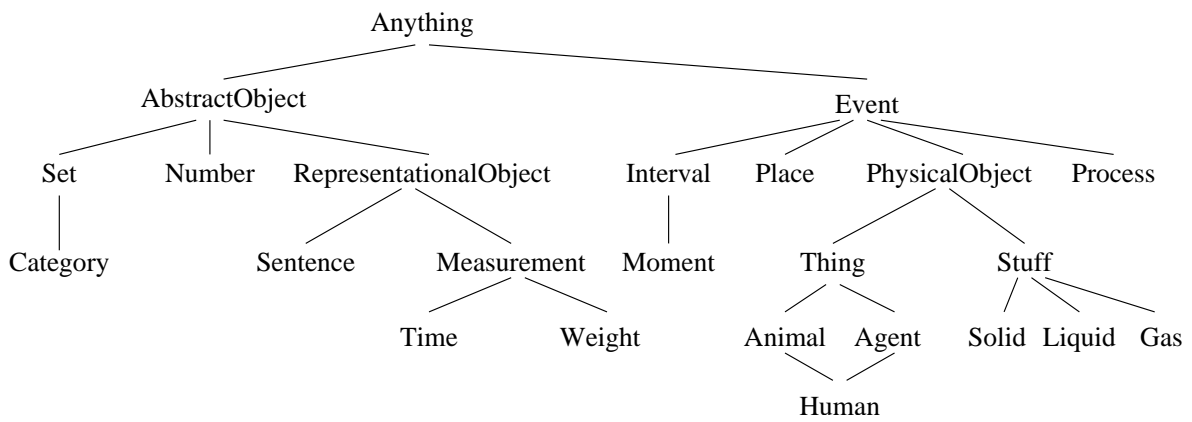 Anything
AbstractObject Event
Set Number RepresentationalObject Interval Place PhysicalObject Process
Category Sentence Measurement Moment Thing Stuff
Time Weight Animal Agent Solid Liquid Gas
Human